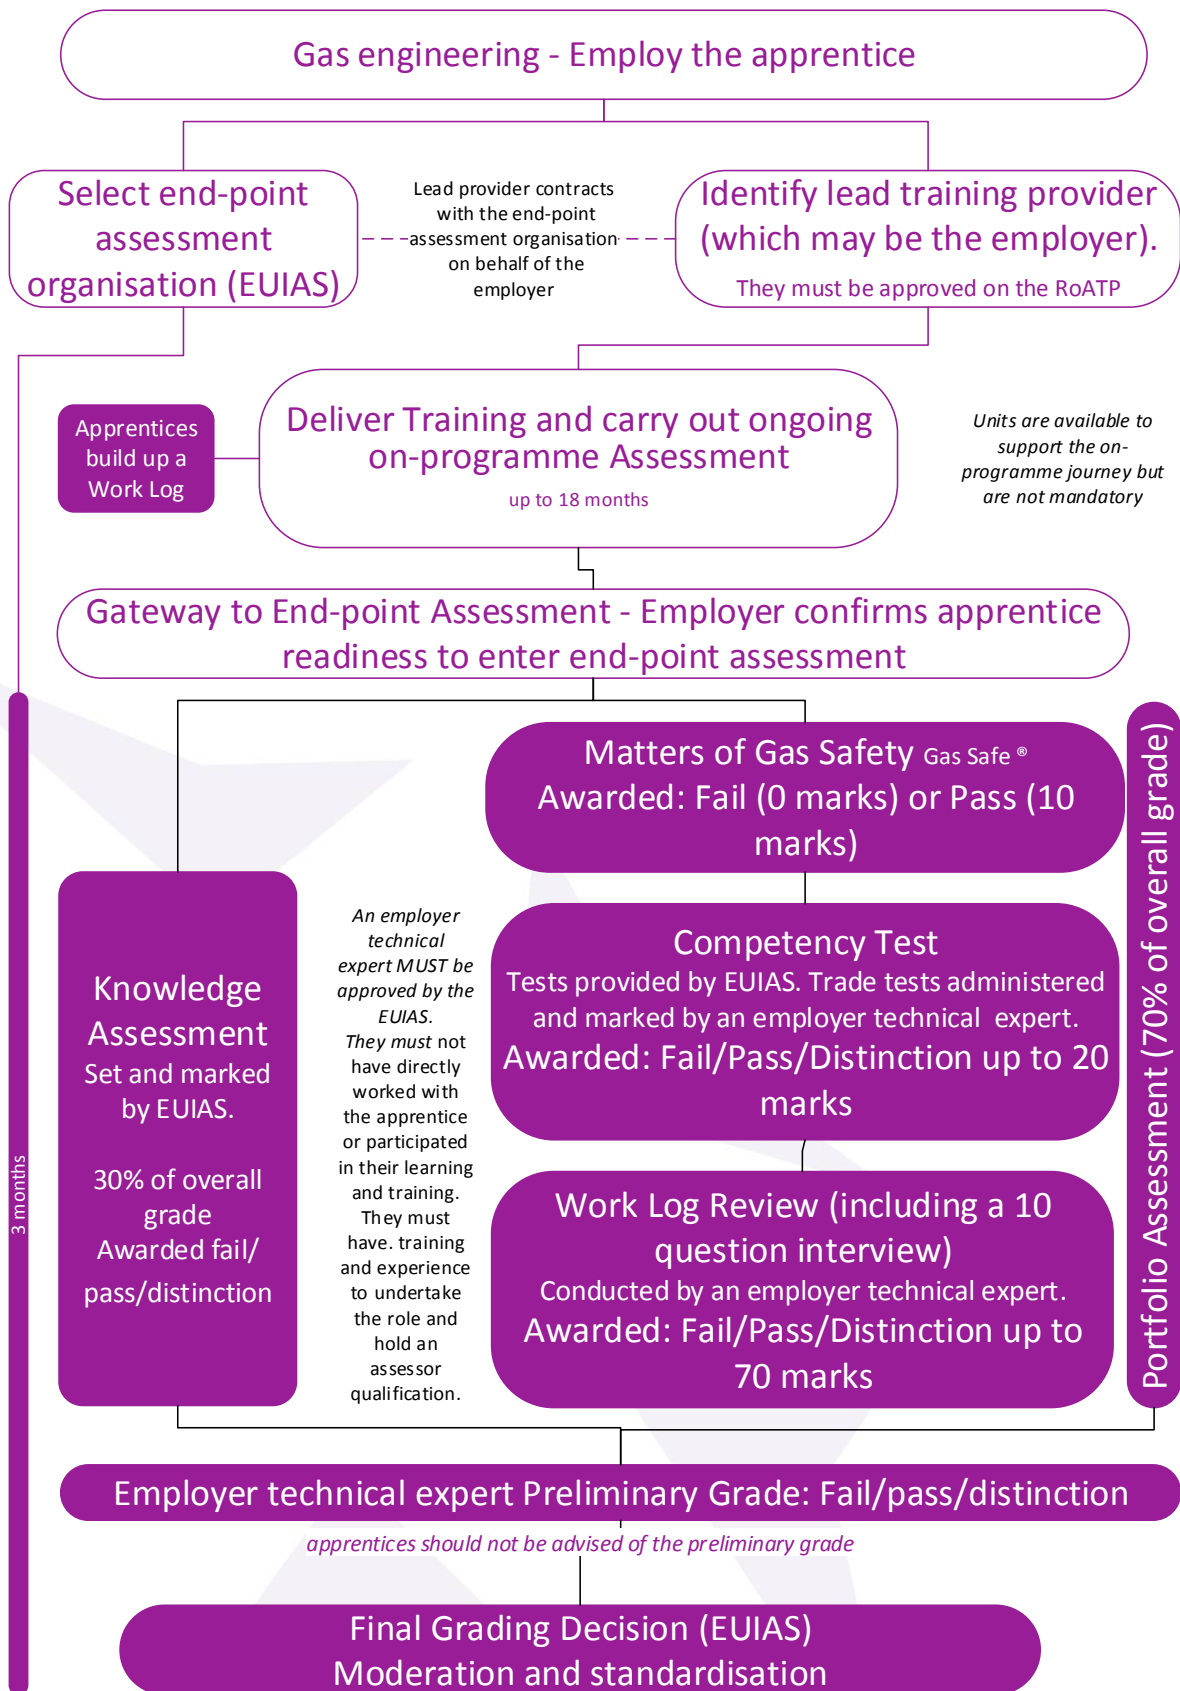 Gas engineering - Employ the apprentice
Select end-point
assessment
organisation (EUIAS)
Lead provider contracts
with the end-point
assessment organisation
on behalf of the
employer
Identify lead training provider
(which may be the employer).
They must be approved on the RoATP
Apprentices
build up a
Work Log
Deliver Training and carry out ongoing
on-programme Assessment
up to 18 months
Units are available to
support the on-
programme journey but
are not mandatory
Gateway to End-point Assessment - Employer confirms apprentice
readiness to enter end-point assessment
3 months
Knowledge
Assessment
Set and marked
by EUIAS.
30% of overall
grade
Awarded fail/
pass/distinction
An employer
technical
expert MUST be
approved by the
EUIAS.
They must not
have directly
worked with
the apprentice
or participated
in their learning
and training.
They must
have. training
and experience
to undertake
the role and
hold an
assessor
qualification.
Matters of Gas Safety Gas Safe ®
Awarded: Fail (0 marks) or Pass (10
marks)
Competency Test
Tests provided by EUIAS. Trade tests administered
and marked by an employer technical  expert.
Awarded: Fail/Pass/Distinction up to 20
marks
Work Log Review (including a 10
question interview)
Conducted by an employer technical expert.
Awarded: Fail/Pass/Distinction up to
70 marks
Portfolio Assessment (70% of overall grade)
Employer technical expert Preliminary Grade: Fail/pass/distinction
apprentices should not be advised of the preliminary grade
Final Grading Decision (EUIAS)
Moderation and standardisation